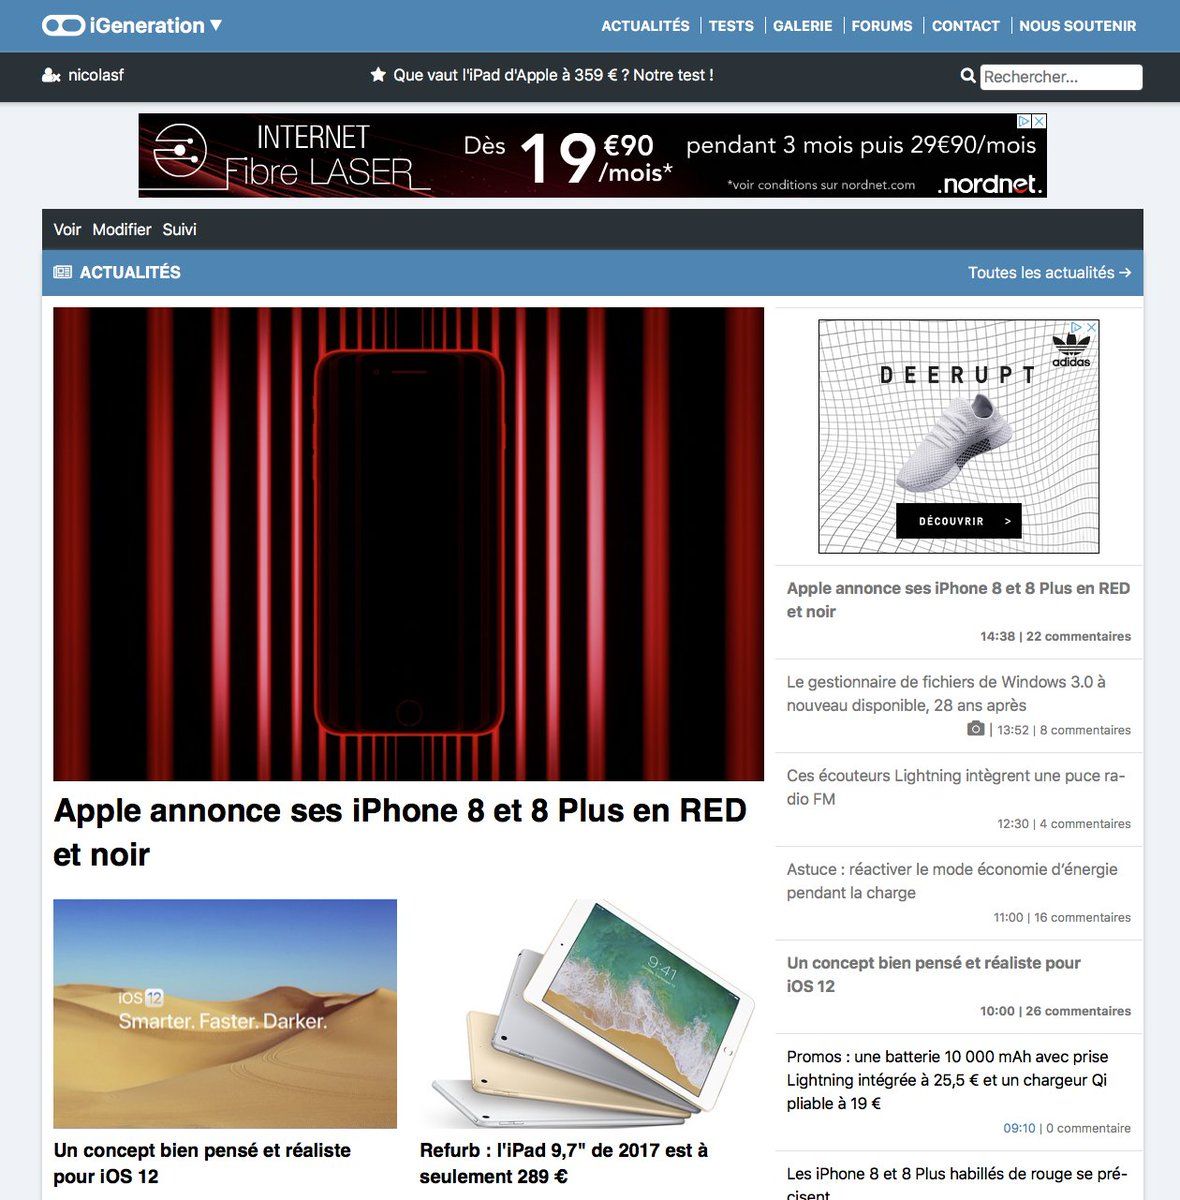 iGeneration ▼
ACTUALITÉS | TESTS | GALERIE | FORUMS | CONTACT | NOUS SOUTENIR
nicolasf
★ Que vaut l'iPad d'Apple à 359 € ? Notre test !
Rechercher...
INTERNET
Fibre LASER
Dès 19€90/mois*
pendant 3 mois puis 29€90/mois
*voir conditions sur nordnet.com
.nordnet.
Voir Modifier Suivi
ACTUALITÉS
Toutes les actualités →
adidas
DEERUPT
DÉCOUVRIR >
Apple annonce ses iPhone 8 et 8 Plus en RED
et noir
Un concept bien pensé et réaliste
pour iOS 12
iOS 12
Smarter. Faster. Darker.
9:41
Refurb : l'iPad 9,7" de 2017 est à
seulement 289 €
Apple annonce ses iPhone 8 et 8 Plus en RED
et noir
14:38 | 22 commentaires
Le gestionnaire de fichiers de Windows 3.0 à
nouveau disponible, 28 ans après
| 13:52 | 8 commentaires
Ces écouteurs Lightning intègrent une puce ra-
dio FM
12:30 | 4 commentaires
Astuce : réactiver le mode économie d’énergie
pendant la charge
11:00 | 16 commentaires
Un concept bien pensé et réaliste pour
iOS 12
10:00 | 26 commentaires
Promos : une batterie 10 000 mAh avec prise
Lightning intégrée à 25,5 € et un chargeur Qi
pliable à 19 €
09:10 | 0 commentaire
Les iPhone 8 et 8 Plus habillés de rouge se pré-
cisent